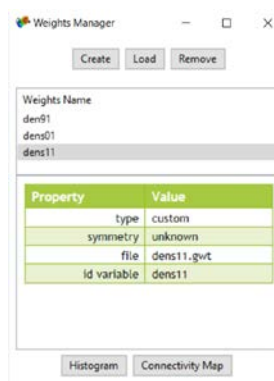 Weights Manager
Create Load Remove
Weights Name
den91
dens01
dens11
Property Value
type custom
symmetry unknown
file dens11.gwt
id variable dens11
Histogram Connectivity Map